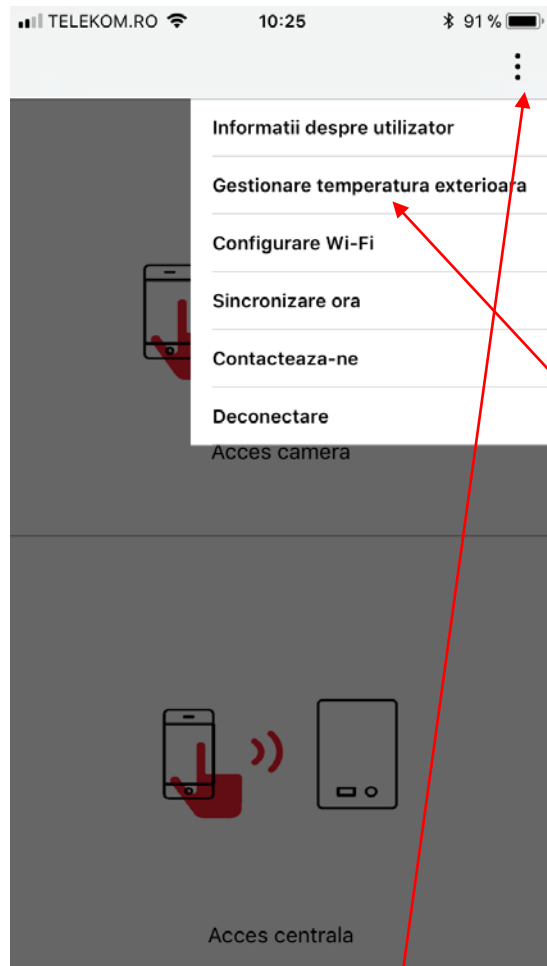 TELEKOM.RO 10:25 91 %
Informatii despre utilizator
Gestionare temperatura exterioara
Configurare Wi-Fi
Sincronizare ora
Contacteaza-ne
Deconectare
Acces camera
Acces centrala